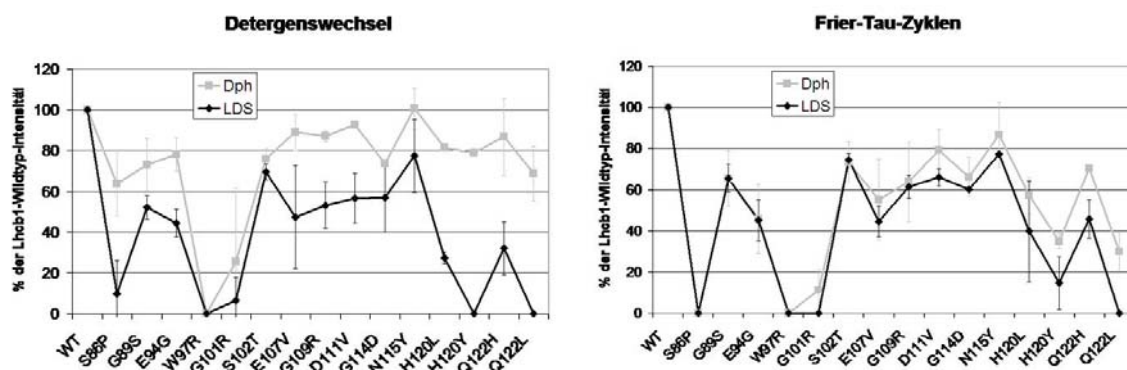 Detergenswechsel
% der Lhcb1-Wildtyp-Intensität
120
100
80
60
40
20
0
Dph
LDS
WT
S86P
G89S
E94G
W97R
G101R
S102T
E107V
G109R
D111V
G114D
N115Y
H120L
H120Y
Q122H
Q122L
Frier-Tau-Zyklen
% der Lhcb1-Wildtyp-Intensität
120
100
80
60
40
20
0
Dph
LDS
WT
S86P
G89S
E94G
W97R
G101R
S102T
E107V
G109R
D111V
G114D
N115Y
H120L
H120Y
Q122H
Q122L